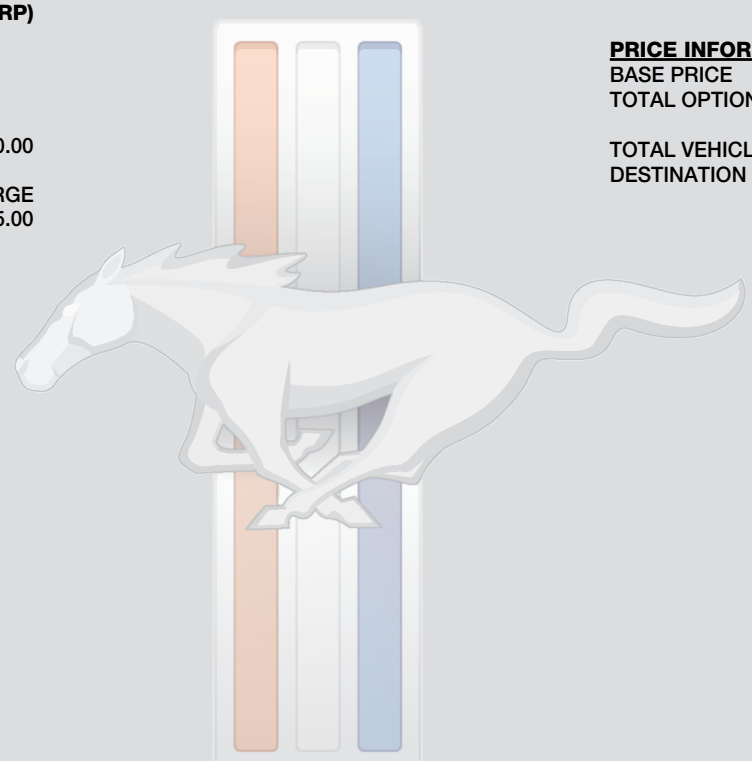 RP)
0.00
RGE
5.00
PRICE INFOR
BASE PRICE
TOTAL OPTION
TOTAL VEHICL
DESTINATION